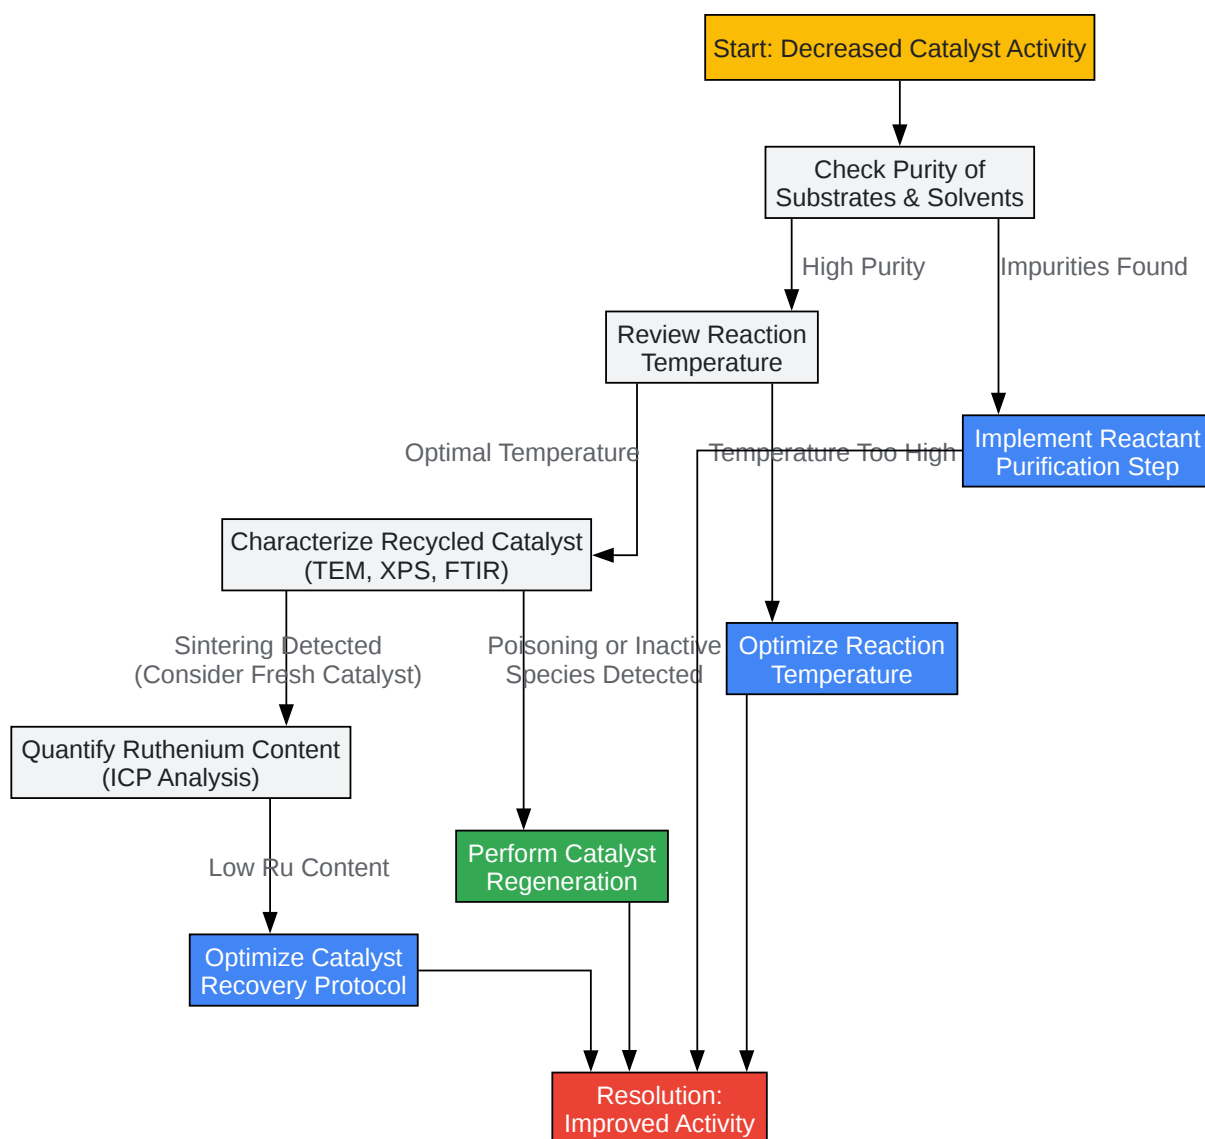 Start: Decreased Catalyst Activity
Check Purity of
Substrates & Solvents
High Purity
Impurities Found
Review Reaction
Temperature
Optimal Temperature
Temperature Too High
Implement Reactant
Purification Step
Characterize Recycled Catalyst
(TEM, XPS, FTIR)
Sintering Detected
(Consider Fresh Catalyst)
Poisoning or Inactive
Species Detected
Optimize Reaction
Temperature
Quantify Ruthenium Content
(ICP Analysis)
Low Ru Content
Perform Catalyst
Regeneration
Optimize Catalyst
Recovery Protocol
Resolution:
Improved Activity